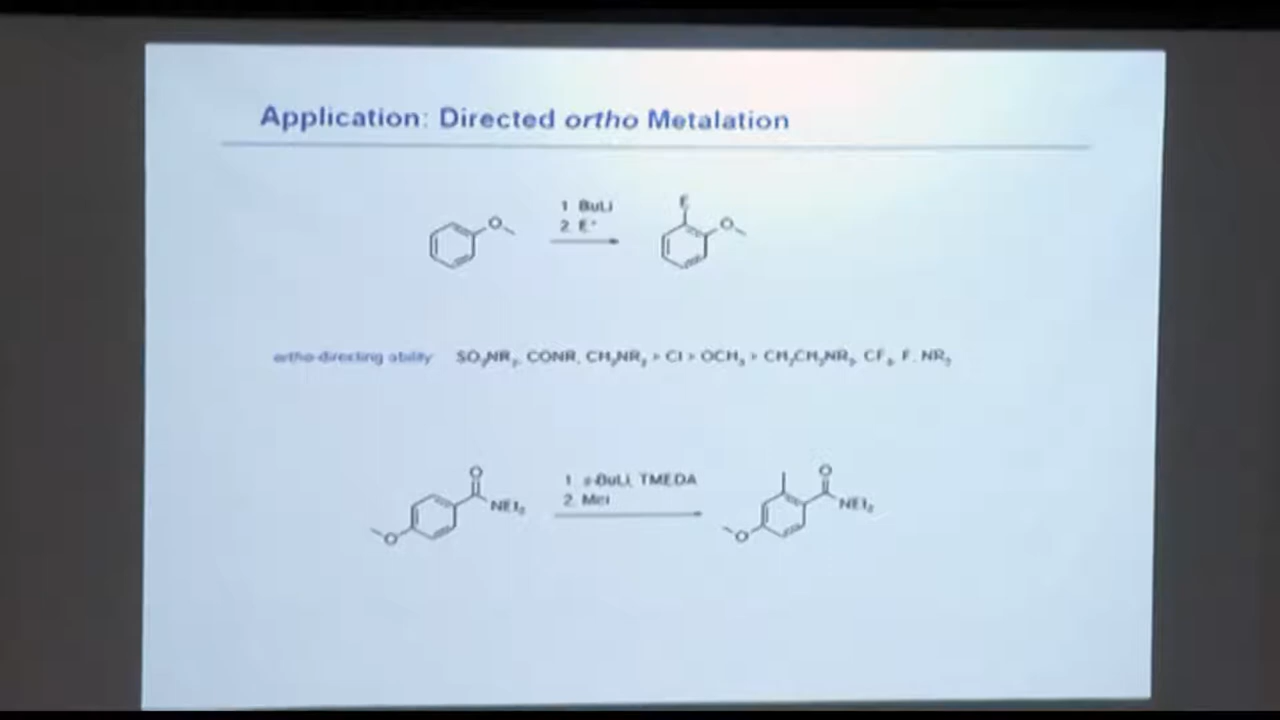 Application: Directed ortho Metalation
1. BuLi
2. E⁺
O
E
O
ortho-directing ability SO₂NR₂, CONR, CH₂NR₂ > Cl > OCH₃ > CH₂CH₂NR₂, CF₃, F, NR₂
1. s-BuLi, TMEDA
2. MeI
O
NEt₂
O
O
NEt₂
O